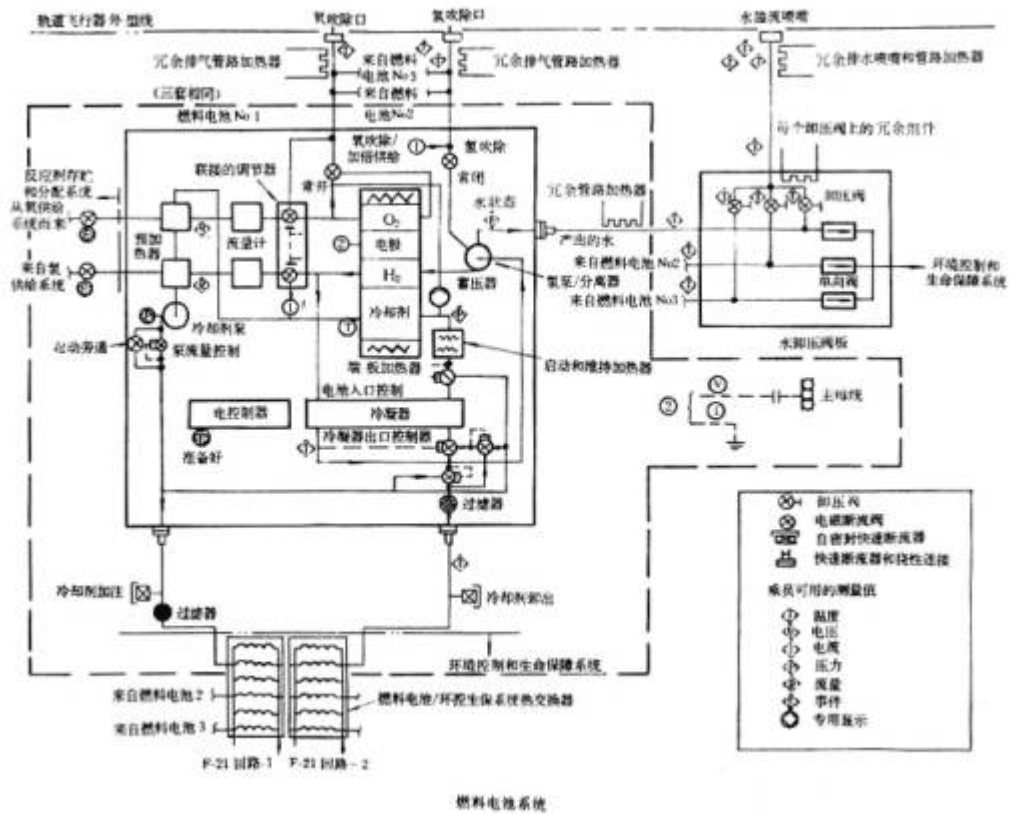 轨道飞行器外型线
氧吹除口
氢吹除口
水溢流喷嘴
冗余排气管路加热器
来自燃料
电池No3
来自燃料
电池No2
冗余排气管路加热器
冗余排水喷嘴和管路加热器
(三套相同)
燃料电池No1
每个卸压阀上的冗余组件
氧吹除/
加倍供给
氢吹除
联接的调节器
常开
常闭
冗余管路加热器
卸压阀
反应剂存贮
和分配系统
从氧供给
系统而来
水状态
O₂
电极
H₂
冷却剂
预加
热器
流量计
产出的水
来自燃料电池No2
来自燃料电池No3
单向阀
环境控制和
生命保障系统
来自氢
供给系统
蓄压器
氢泵/分离器
冷却剂泵
起动旁通
泵流量控制
端板加热器
启动和维持加热器
水卸压阀板
电池入口控制
电控制器
冷凝器
主母线
冷凝器出口控制器
准备好
过滤器
卸压阀
电磁断流阀
自密封快速断流器
快速断流器和挠性连接
乘员可用的测量值
温度
电压
电流
压力
流量
事件
专用显示
冷却剂加注
过滤器
冷却剂卸出
环境控制和生命保障系统
来自燃料电池2
来自燃料电池3
燃料电池/环控生保系统热交换器
F-21回路-1
F-21回路-2
燃料电池系统